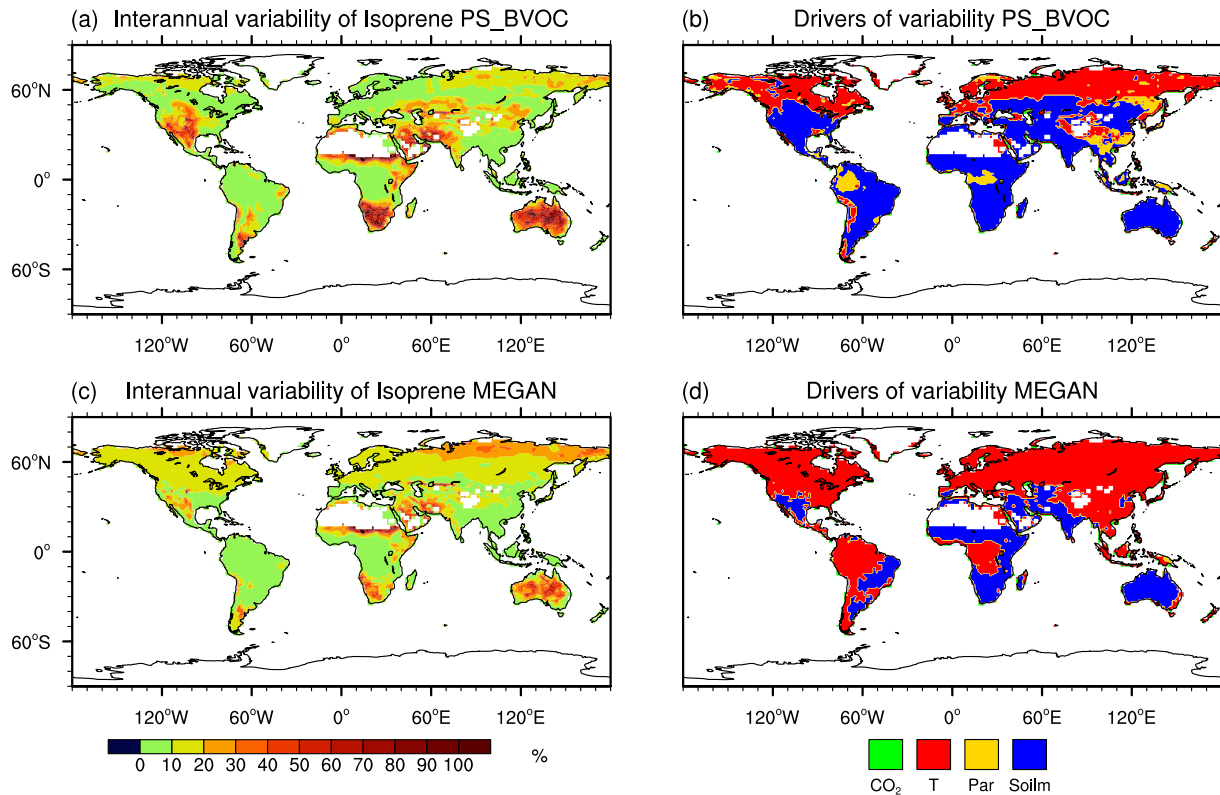 (a) Interannual variability of Isoprene PS_BVOC
(b) Drivers of variability PS_BVOC
60°N
0°
60°S
120°W 60°W 0° 60°E 120°E
60°N
0°
60°S
120°W 60°W 0° 60°E 120°E
(c) Interannual variability of Isoprene MEGAN
(d) Drivers of variability MEGAN
60°N
0°
60°S
120°W 60°W 0° 60°E 120°E
60°N
0°
60°S
120°W 60°W 0° 60°E 120°E
0 10 20 30 40 50 60 70 80 90 100 %
CO₂ T Par Soilm